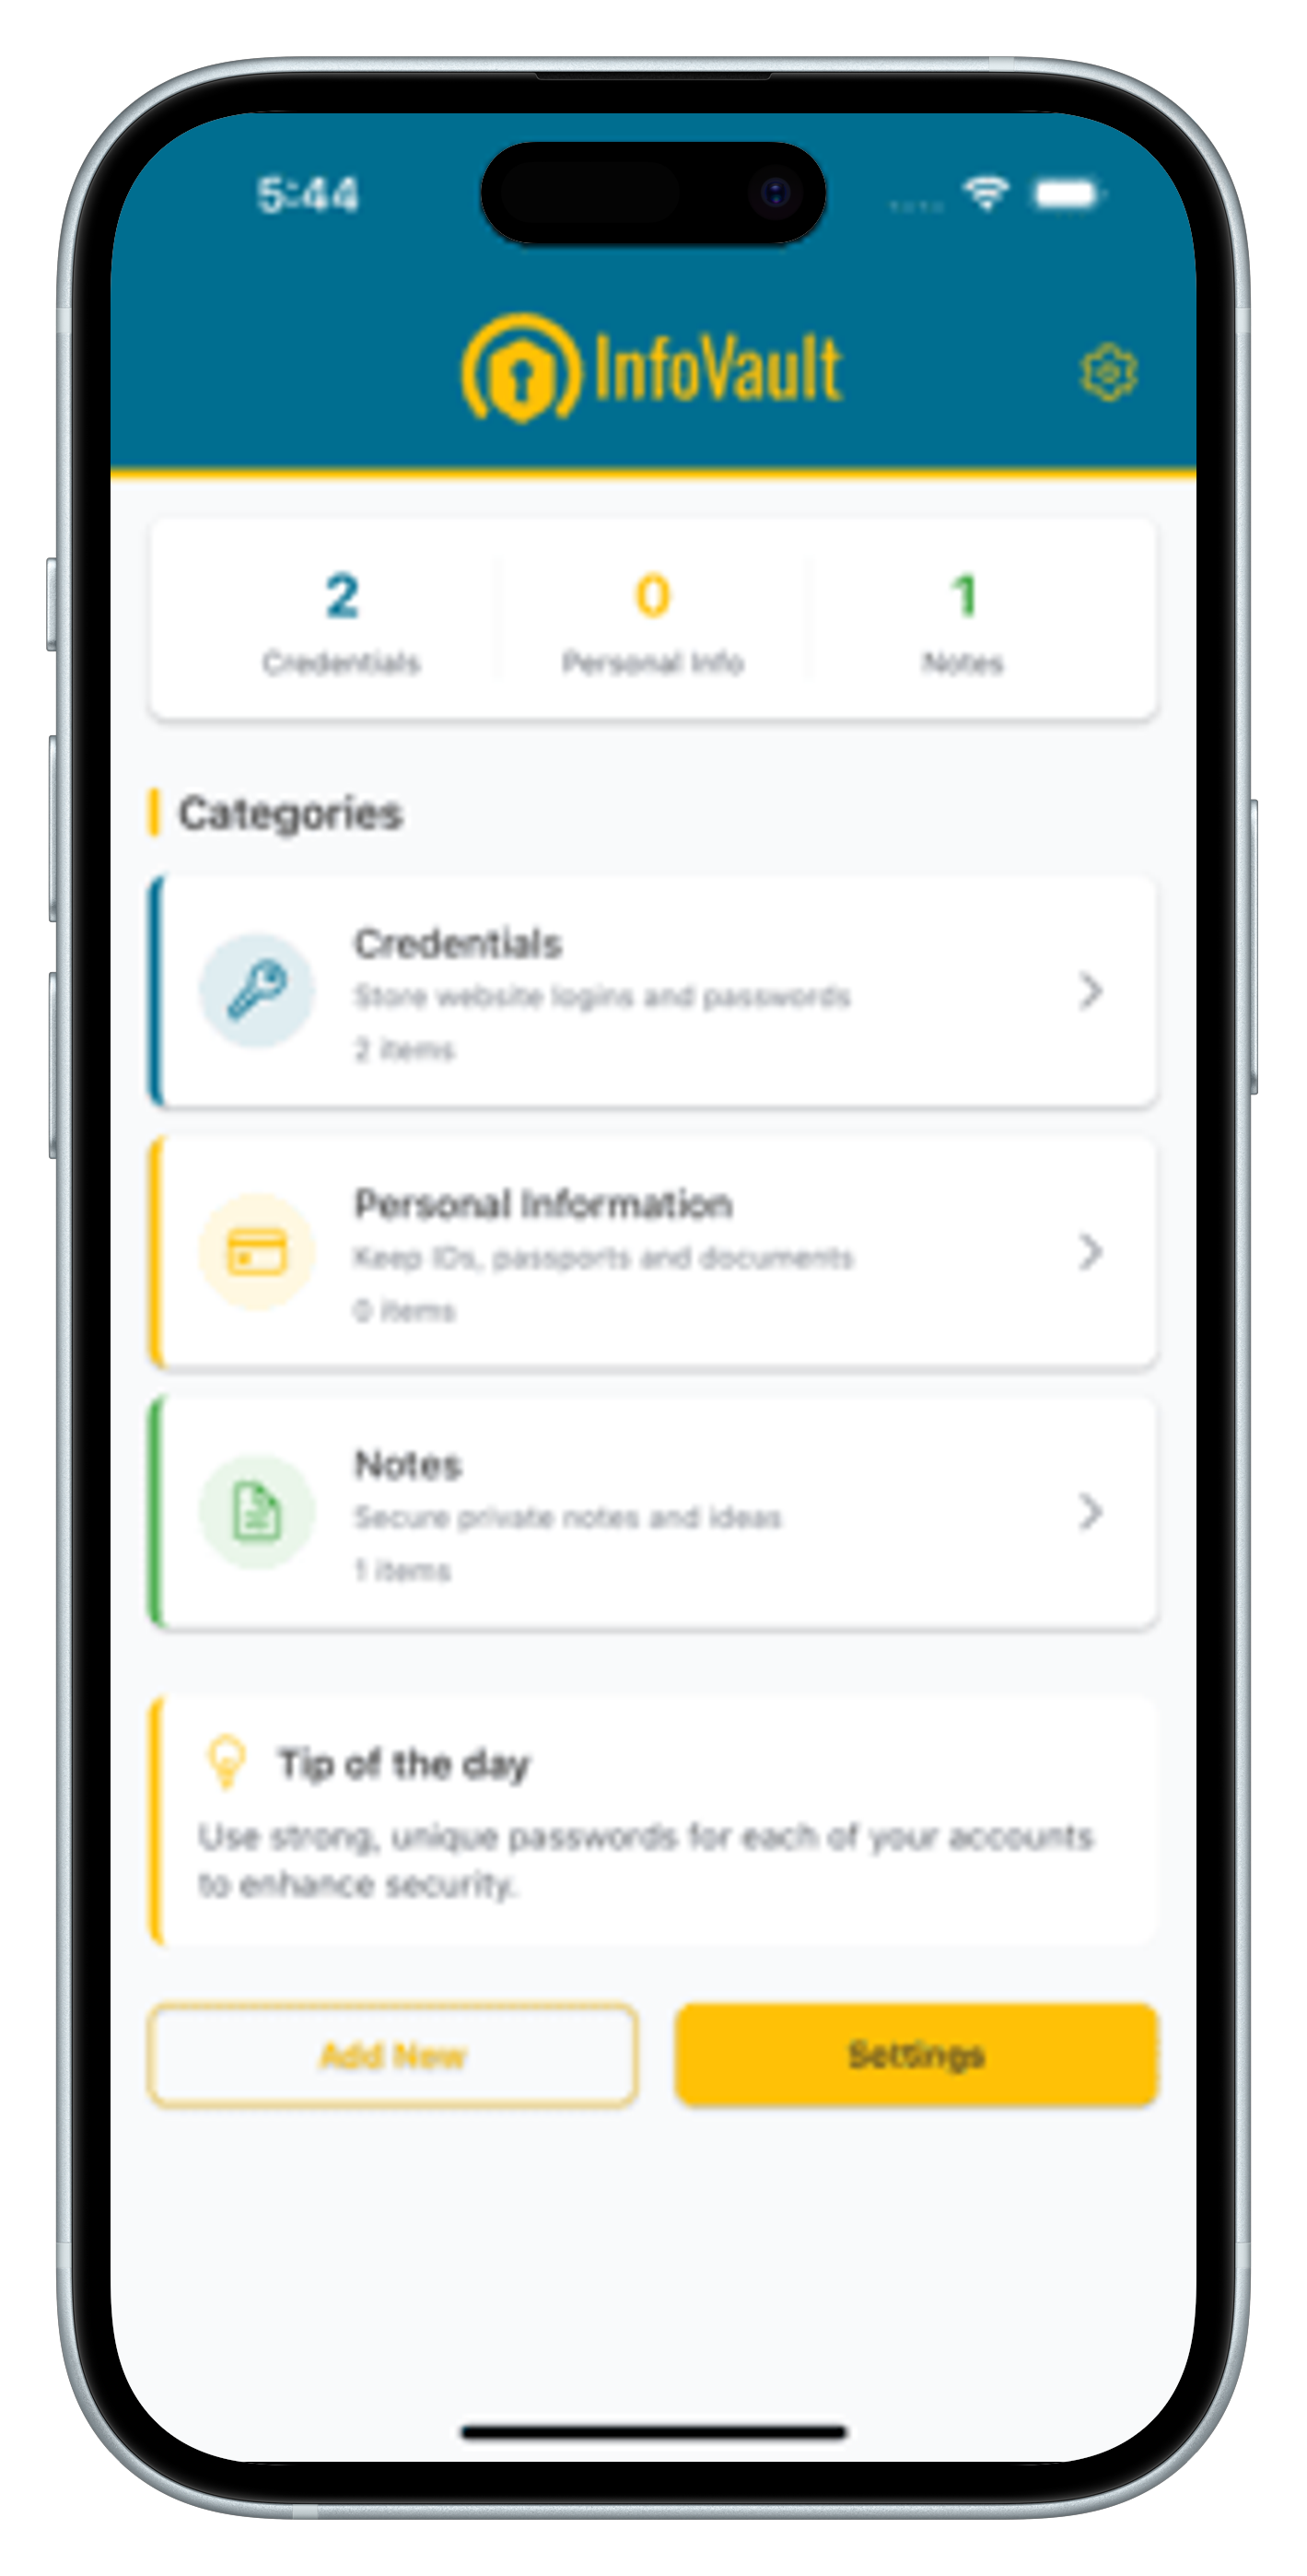 5:44
InfoVault
2
0
1
Credentials
Personal Info
Notes
Categories
Credentials
Store website logins and passwords
2 items
Personal Information
Keep IDs, passports and documents
0 items
Notes
Secure private notes and ideas
1 items
Tip of the day
Use strong, unique passwords for each of your accounts
to enhance security.
Add New
Settings